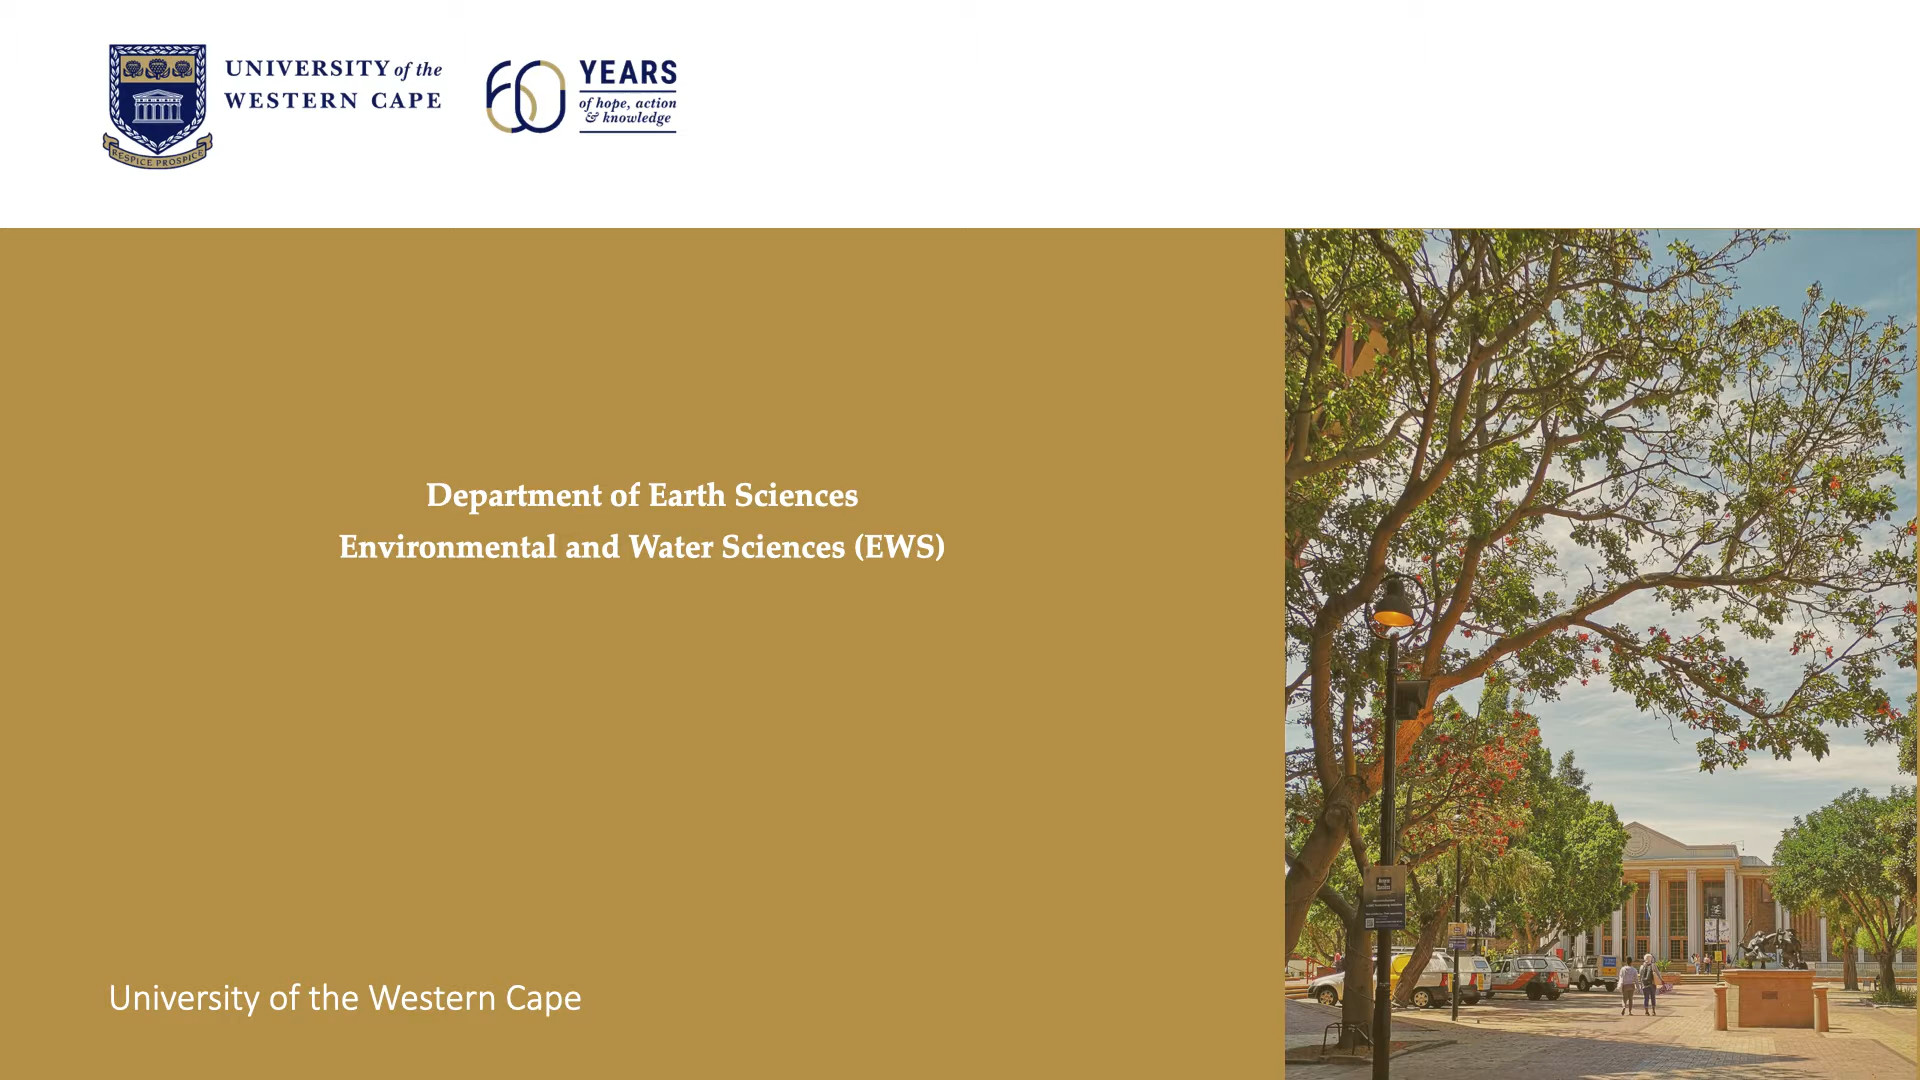 UNIVERSITY of the
WESTERN CAPE
RESPICE PROSPICE
60 YEARS
of hope, action
& knowledge
Department of Earth Sciences
Environmental and Water Sciences (EWS)
University of the Western Cape